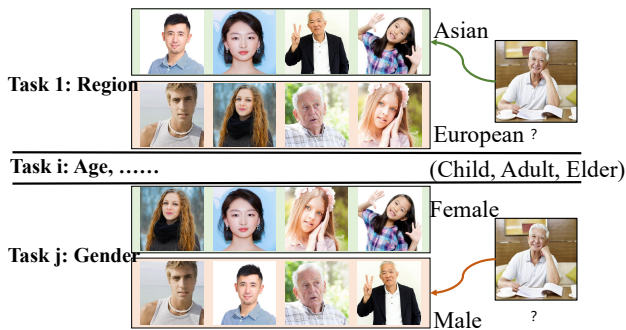 Asian
Task 1: Region
European ?
Task i: Age, ......
(Child, Adult, Elder)
Female
Task j: Gender
Male ?